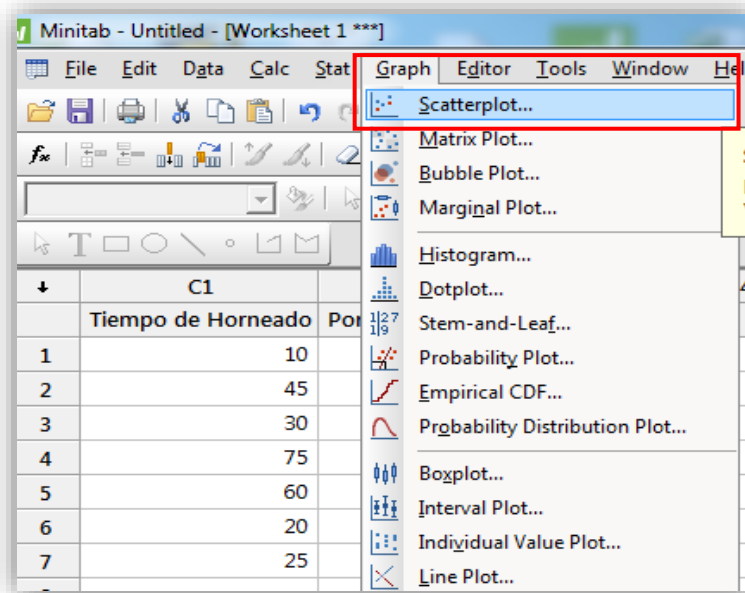 Minitab - Untitled - [Worksheet 1 ***]
File Edit Data Calc Stat Graph Editor Tools Window Hel
Scatterplot...
Matrix Plot...
Bubble Plot...
Marginal Plot...
Histogram...
Dotplot...
Stem-and-Leaf...
Probability Plot...
Empirical CDF...
Probability Distribution Plot...
Boxplot...
Interval Plot...
Individual Value Plot...
Line Plot...
C1
Tiempo de Horneado Por
1 10
2 45
3 30
4 75
5 60
6 20
7 25